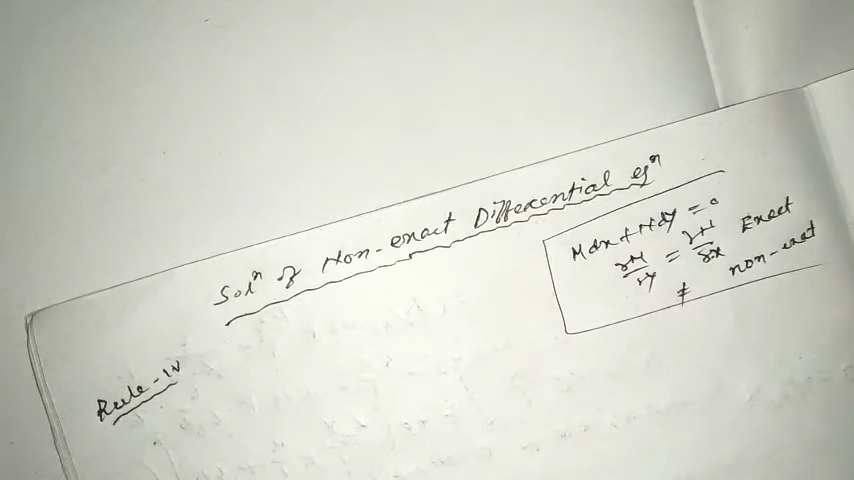 Solⁿ of Non-exact Differential eqⁿ
Mdx + Ndy = 0
∂M/∂y = ∂N/∂x Exact
≠ non-exact
Rule-IV